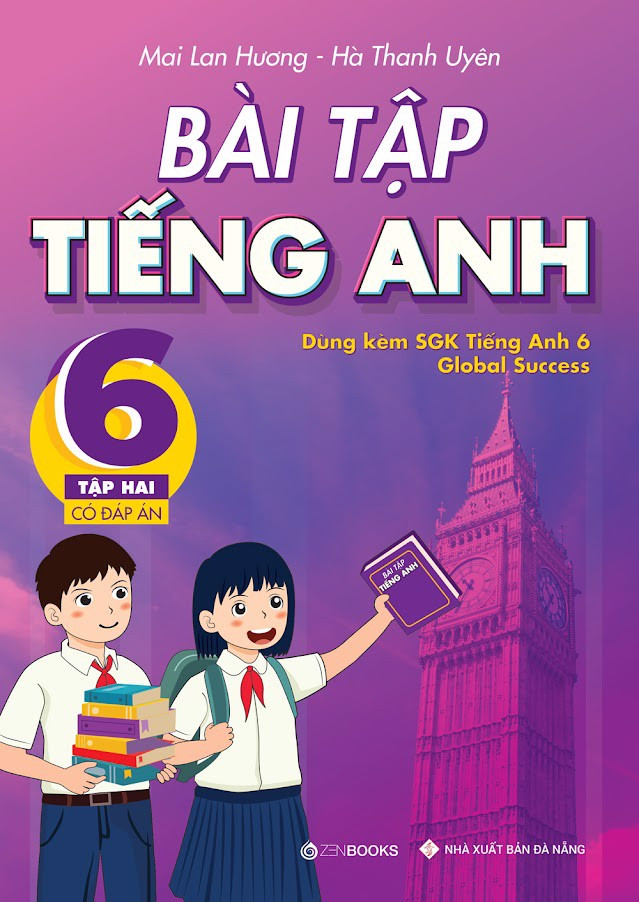 Mai Lan Hương - Hà Thanh Uyên
BÀI TẬP
TIẾNG ANH
Dùng kèm SGK Tiếng Anh 6
Global Success
6
TẬP HAI
CÓ ĐÁP ÁN
BÀI TẬP
TIẾNG ANH
ZENBOOKS
NHÀ XUẤT BẢN ĐÀ NẴNG